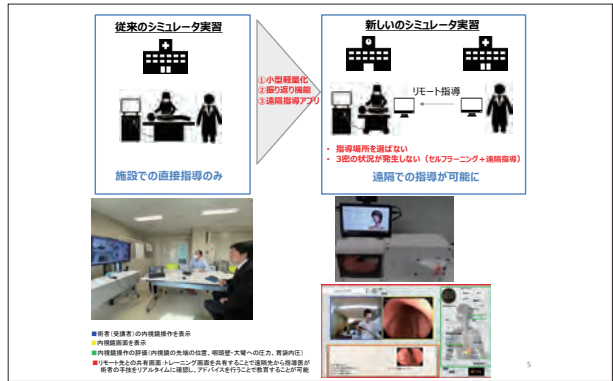 従来のシミュレータ実習
新しいのシミュレータ実習
①小型軽量化
②振り返り機能
③遠隔指導アプリ
リモート指導
・ 指導場所を選ばない
・ 3密の状況が発生しない（セルフラーニング＋遠隔指導）
施設での直接指導のみ
遠隔での指導が可能に
■術者（受講者）の内視鏡操作を表示
■内視鏡画面を表示
■内視鏡操作の評価（内視鏡の先端の位置、咽頭壁・大彎への圧力、胃袋内圧）
■リモート先との共有画面：トレーニング画面を共有することで遠隔先から指導医が
術者の手技をリアルタイムに確認し、アドバイスを行うことで教育することが可能
5